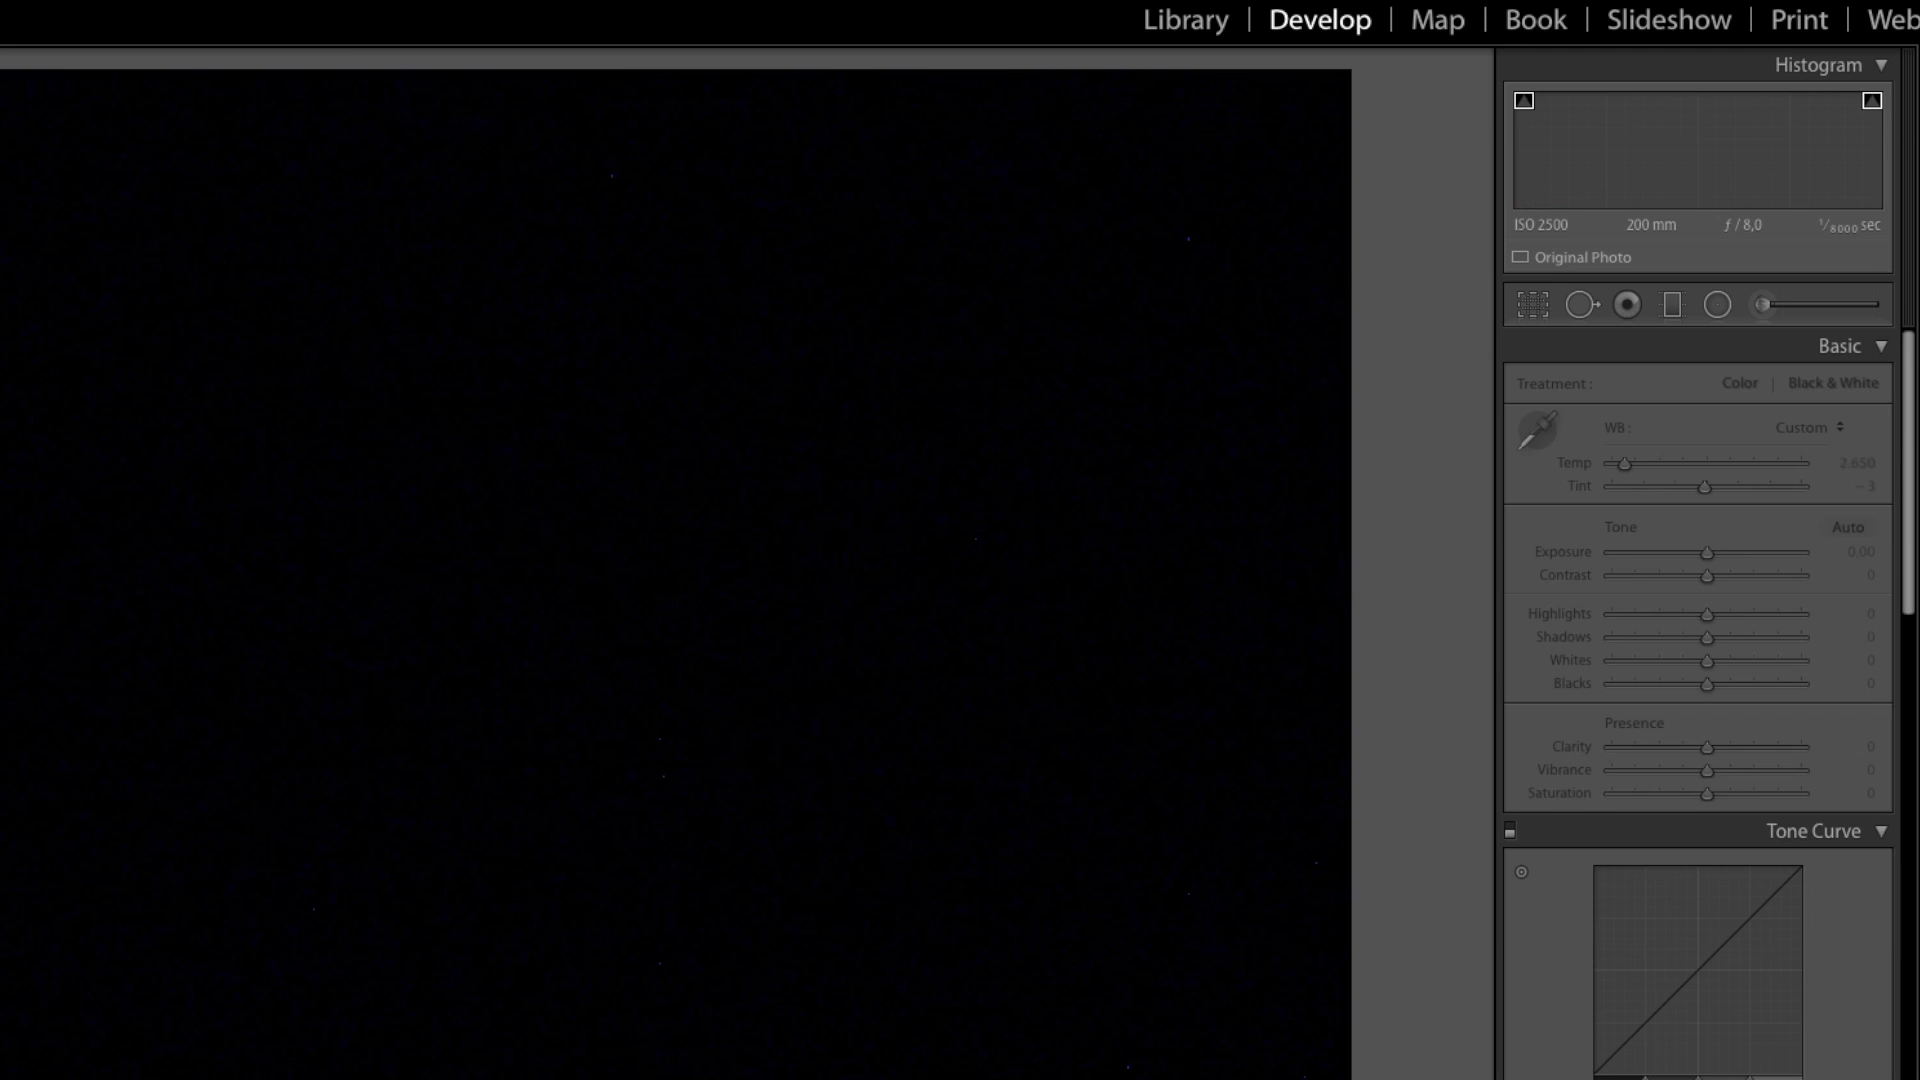 Library | Develop | Map | Book | Slideshow | Print | Web
Histogram
ISO 2500 200 mm ƒ / 8,0 1/8000 sec
Original Photo
Basic
Treatment : Color | Black & White
WB : Custom
Temp 2.650
Tint – 3
Tone Auto
Exposure 0,00
Contrast 0
Highlights 0
Shadows 0
Whites 0
Blacks 0
Presence
Clarity 0
Vibrance 0
Saturation 0
Tone Curve